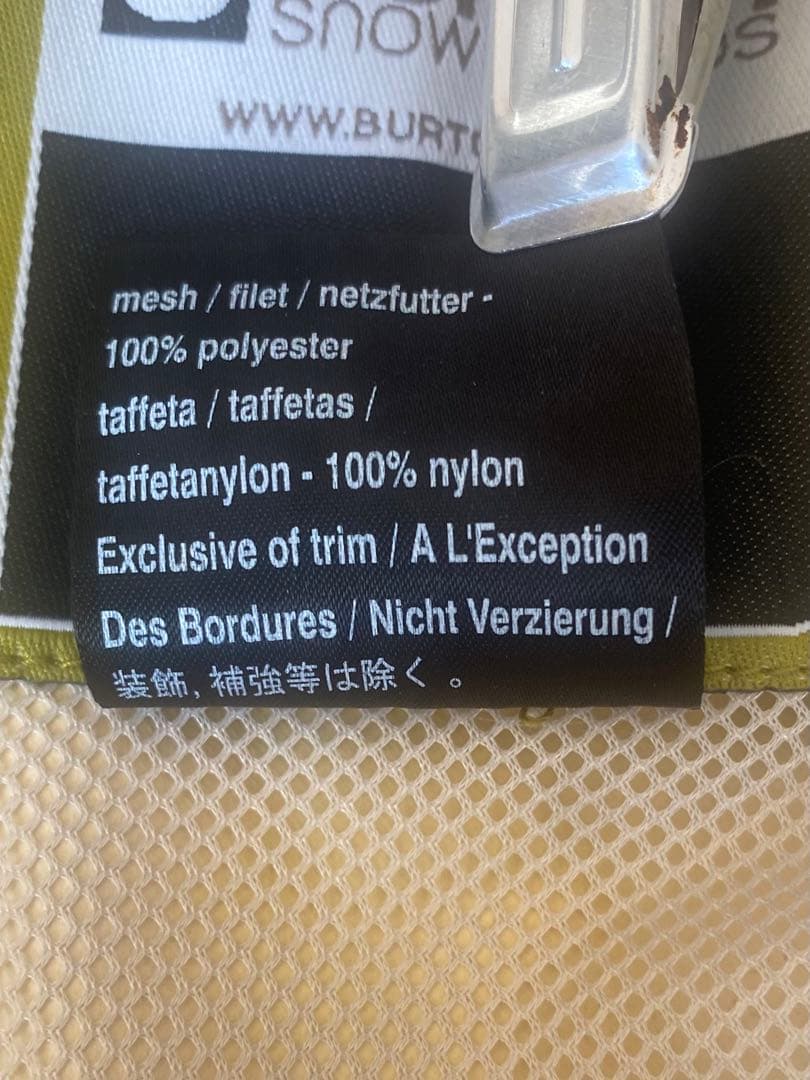 SNOW
WWW.BURT
mesh / filet / netzfutter -
100% polyester
taffeta / taffetas /
taffetanylon - 100% nylon
Exclusive of trim / A L'Exception
Des Bordures / Nicht Verzierung /
装飾, 補強等は除く 。